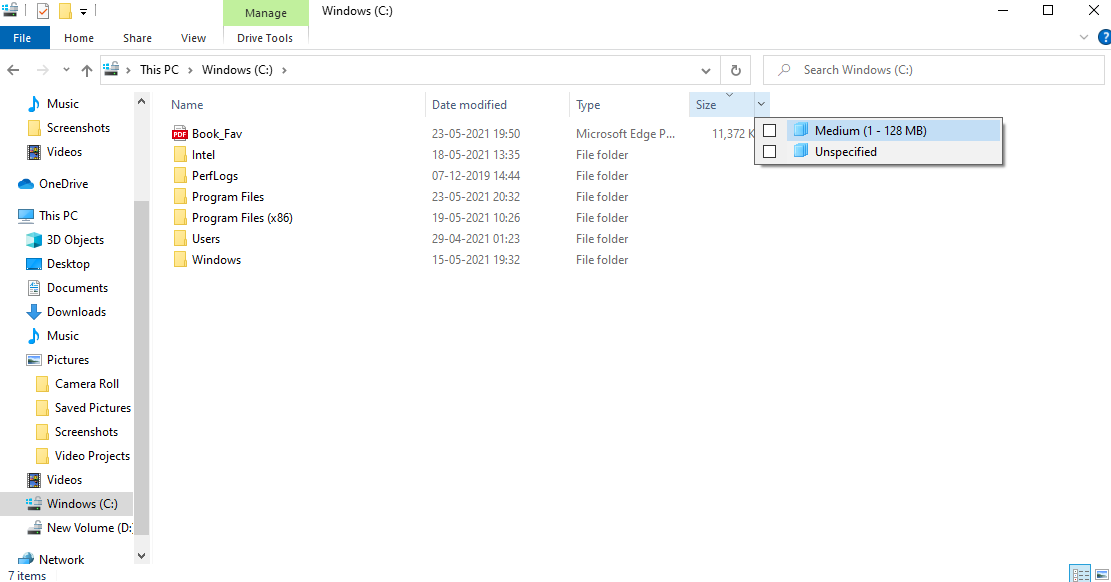 Manage
Windows (C:)
File
Home
Share
View
Drive Tools
?
This PC > Windows (C:) >
Search Windows (C:)
Music
Screenshots
Videos
OneDrive
This PC
3D Objects
Desktop
Documents
Downloads
Music
Pictures
Camera Roll
Saved Pictures
Screenshots
Video Projects
Videos
Windows (C:)
New Volume (D:
Network
Name Date modified Type Size
PDF Book_Fav 23-05-2021 19:50 Microsoft Edge P... 11,372 K
Intel 18-05-2021 13:35 File folder
PerfLogs 07-12-2019 14:44 File folder
Program Files 23-05-2021 20:32 File folder
Program Files (x86) 19-05-2021 10:26 File folder
Users 29-04-2021 01:23 File folder
Windows 15-05-2021 19:32 File folder
Medium (1 - 128 MB)
Unspecified
7 items